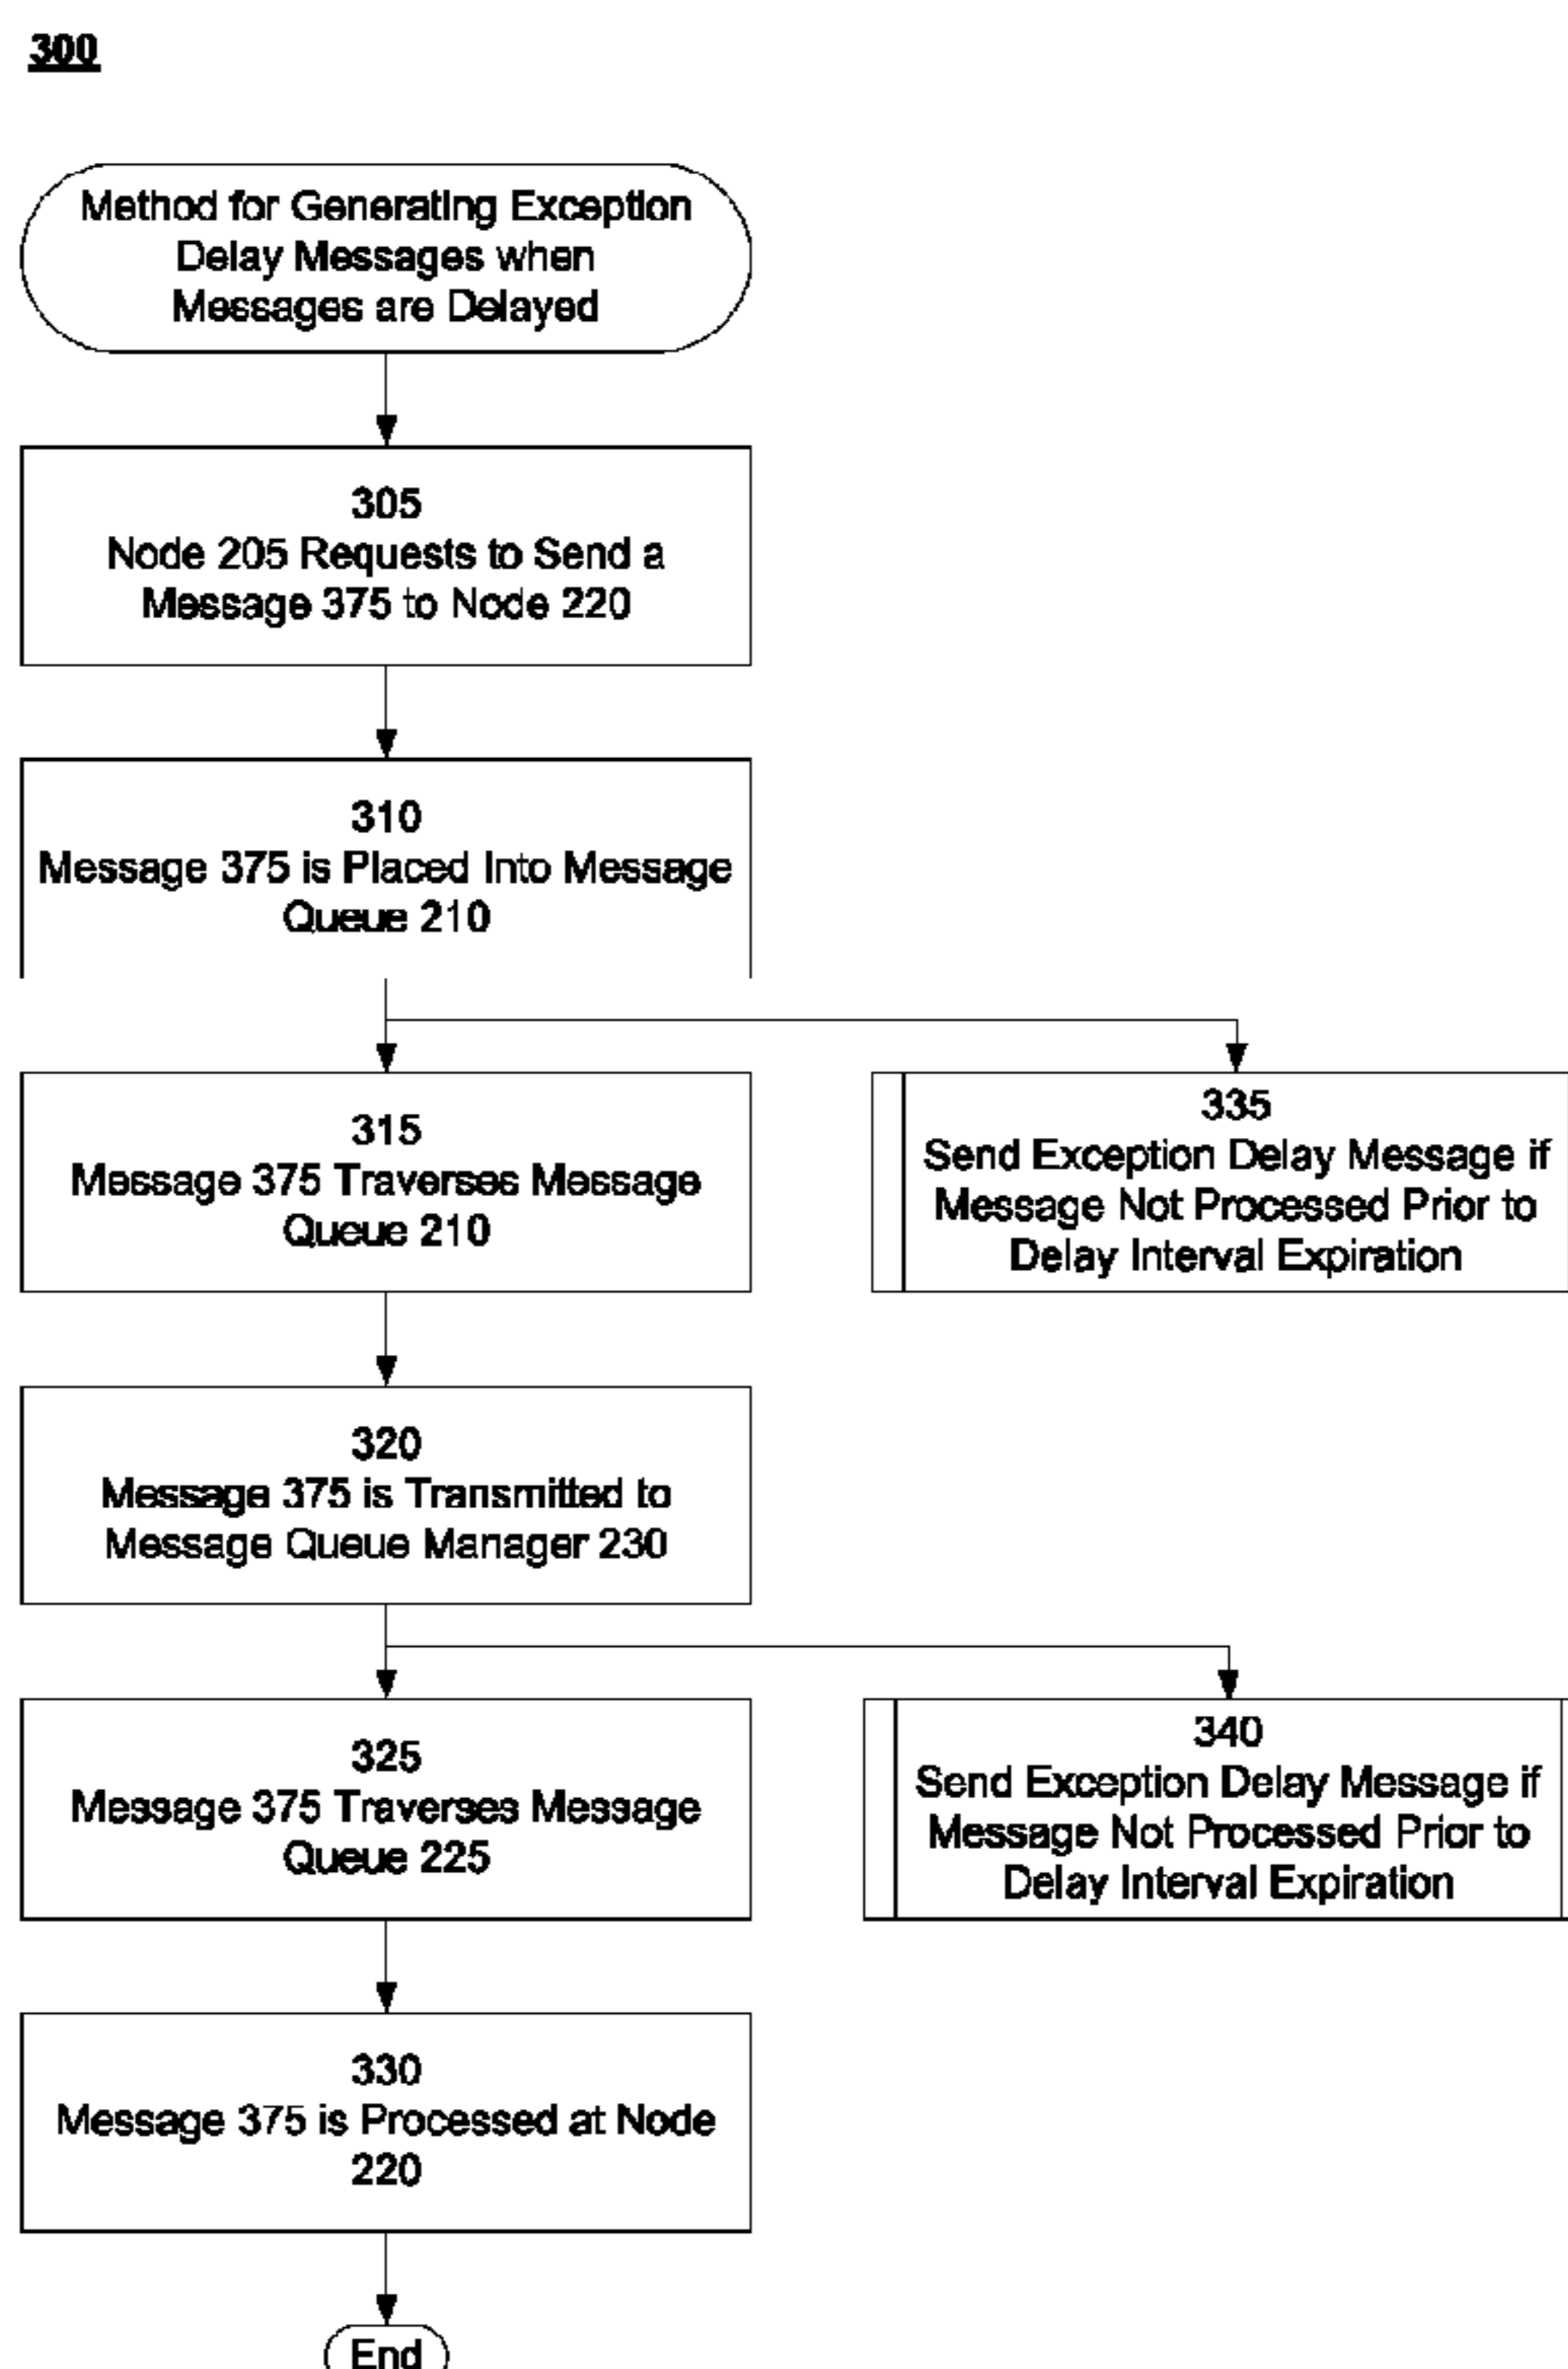 300
Method for Generating Exception
Delay Messages when
Messages are Delayed
305
Node 205 Requests to Send a
Message 375 to Node 220
310
Message 375 is Placed Into Message
Queue 210
315
Message 375 Traverses Message
Queue 210
335
Send Exception Delay Message if
Message Not Processed Prior to
Delay Interval Expiration
320
Message 375 is Transmitted to
Message Queue Manager 230
325
Message 375 Traverses Message
Queue 225
340
Send Exception Delay Message if
Message Not Processed Prior to
Delay Interval Expiration
330
Message 375 is Processed at Node
220
End